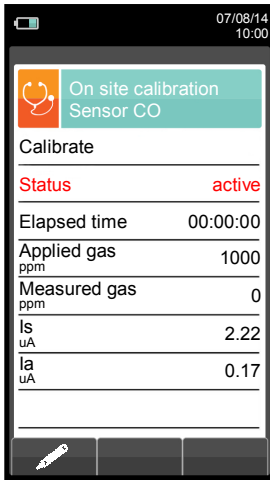 07/08/14
10:00
On site calibration
Sensor CO
Calibrate
Status active
Elapsed time 00:00:00
Applied gas 1000
ppm
Measured gas 0
ppm
Is 2.22
uA
Ia 0.17
uA